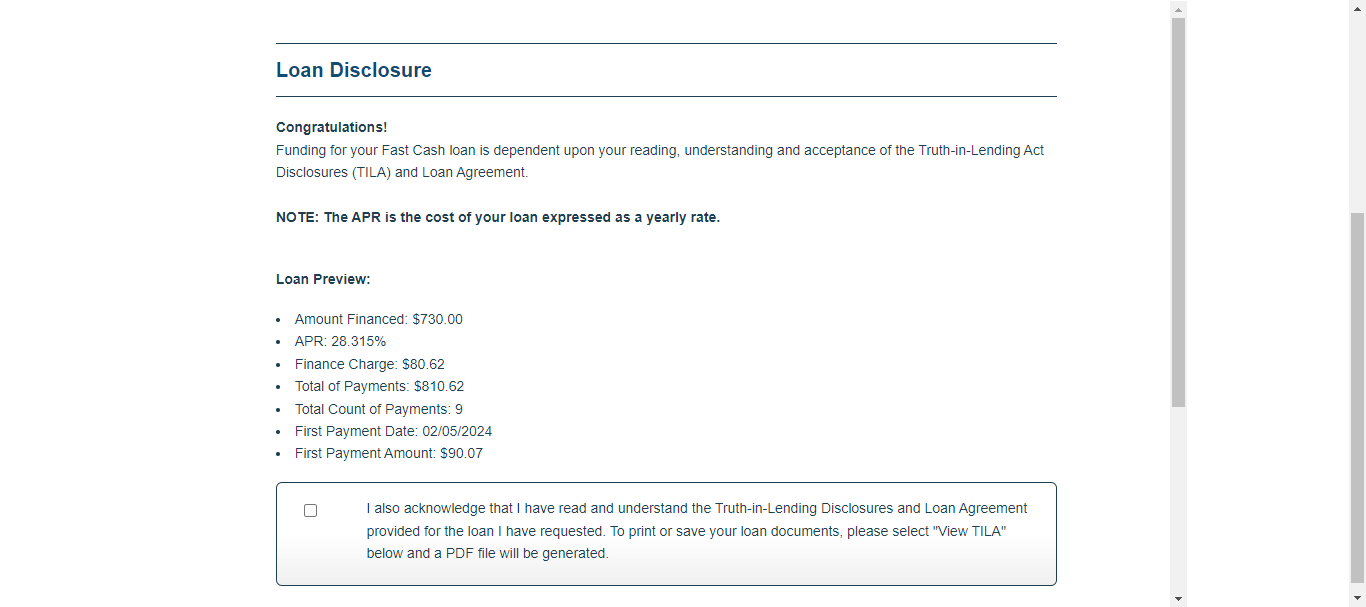 Loan Disclosure
Congratulations!
Funding for your Fast Cash loan is dependent upon your reading, understanding and acceptance of the Truth-in-Lending Act
Disclosures (TILA) and Loan Agreement.
NOTE: The APR is the cost of your loan expressed as a yearly rate.
Loan Preview:
• Amount Financed: $730.00
• APR: 28.315%
• Finance Charge: $80.62
• Total of Payments: $810.62
• Total Count of Payments: 9
• First Payment Date: 02/05/2024
• First Payment Amount: $90.07
I also acknowledge that I have read and understand the Truth-in-Lending Disclosures and Loan Agreement
provided for the loan I have requested. To print or save your loan documents, please select "View TILA"
below and a PDF file will be generated.